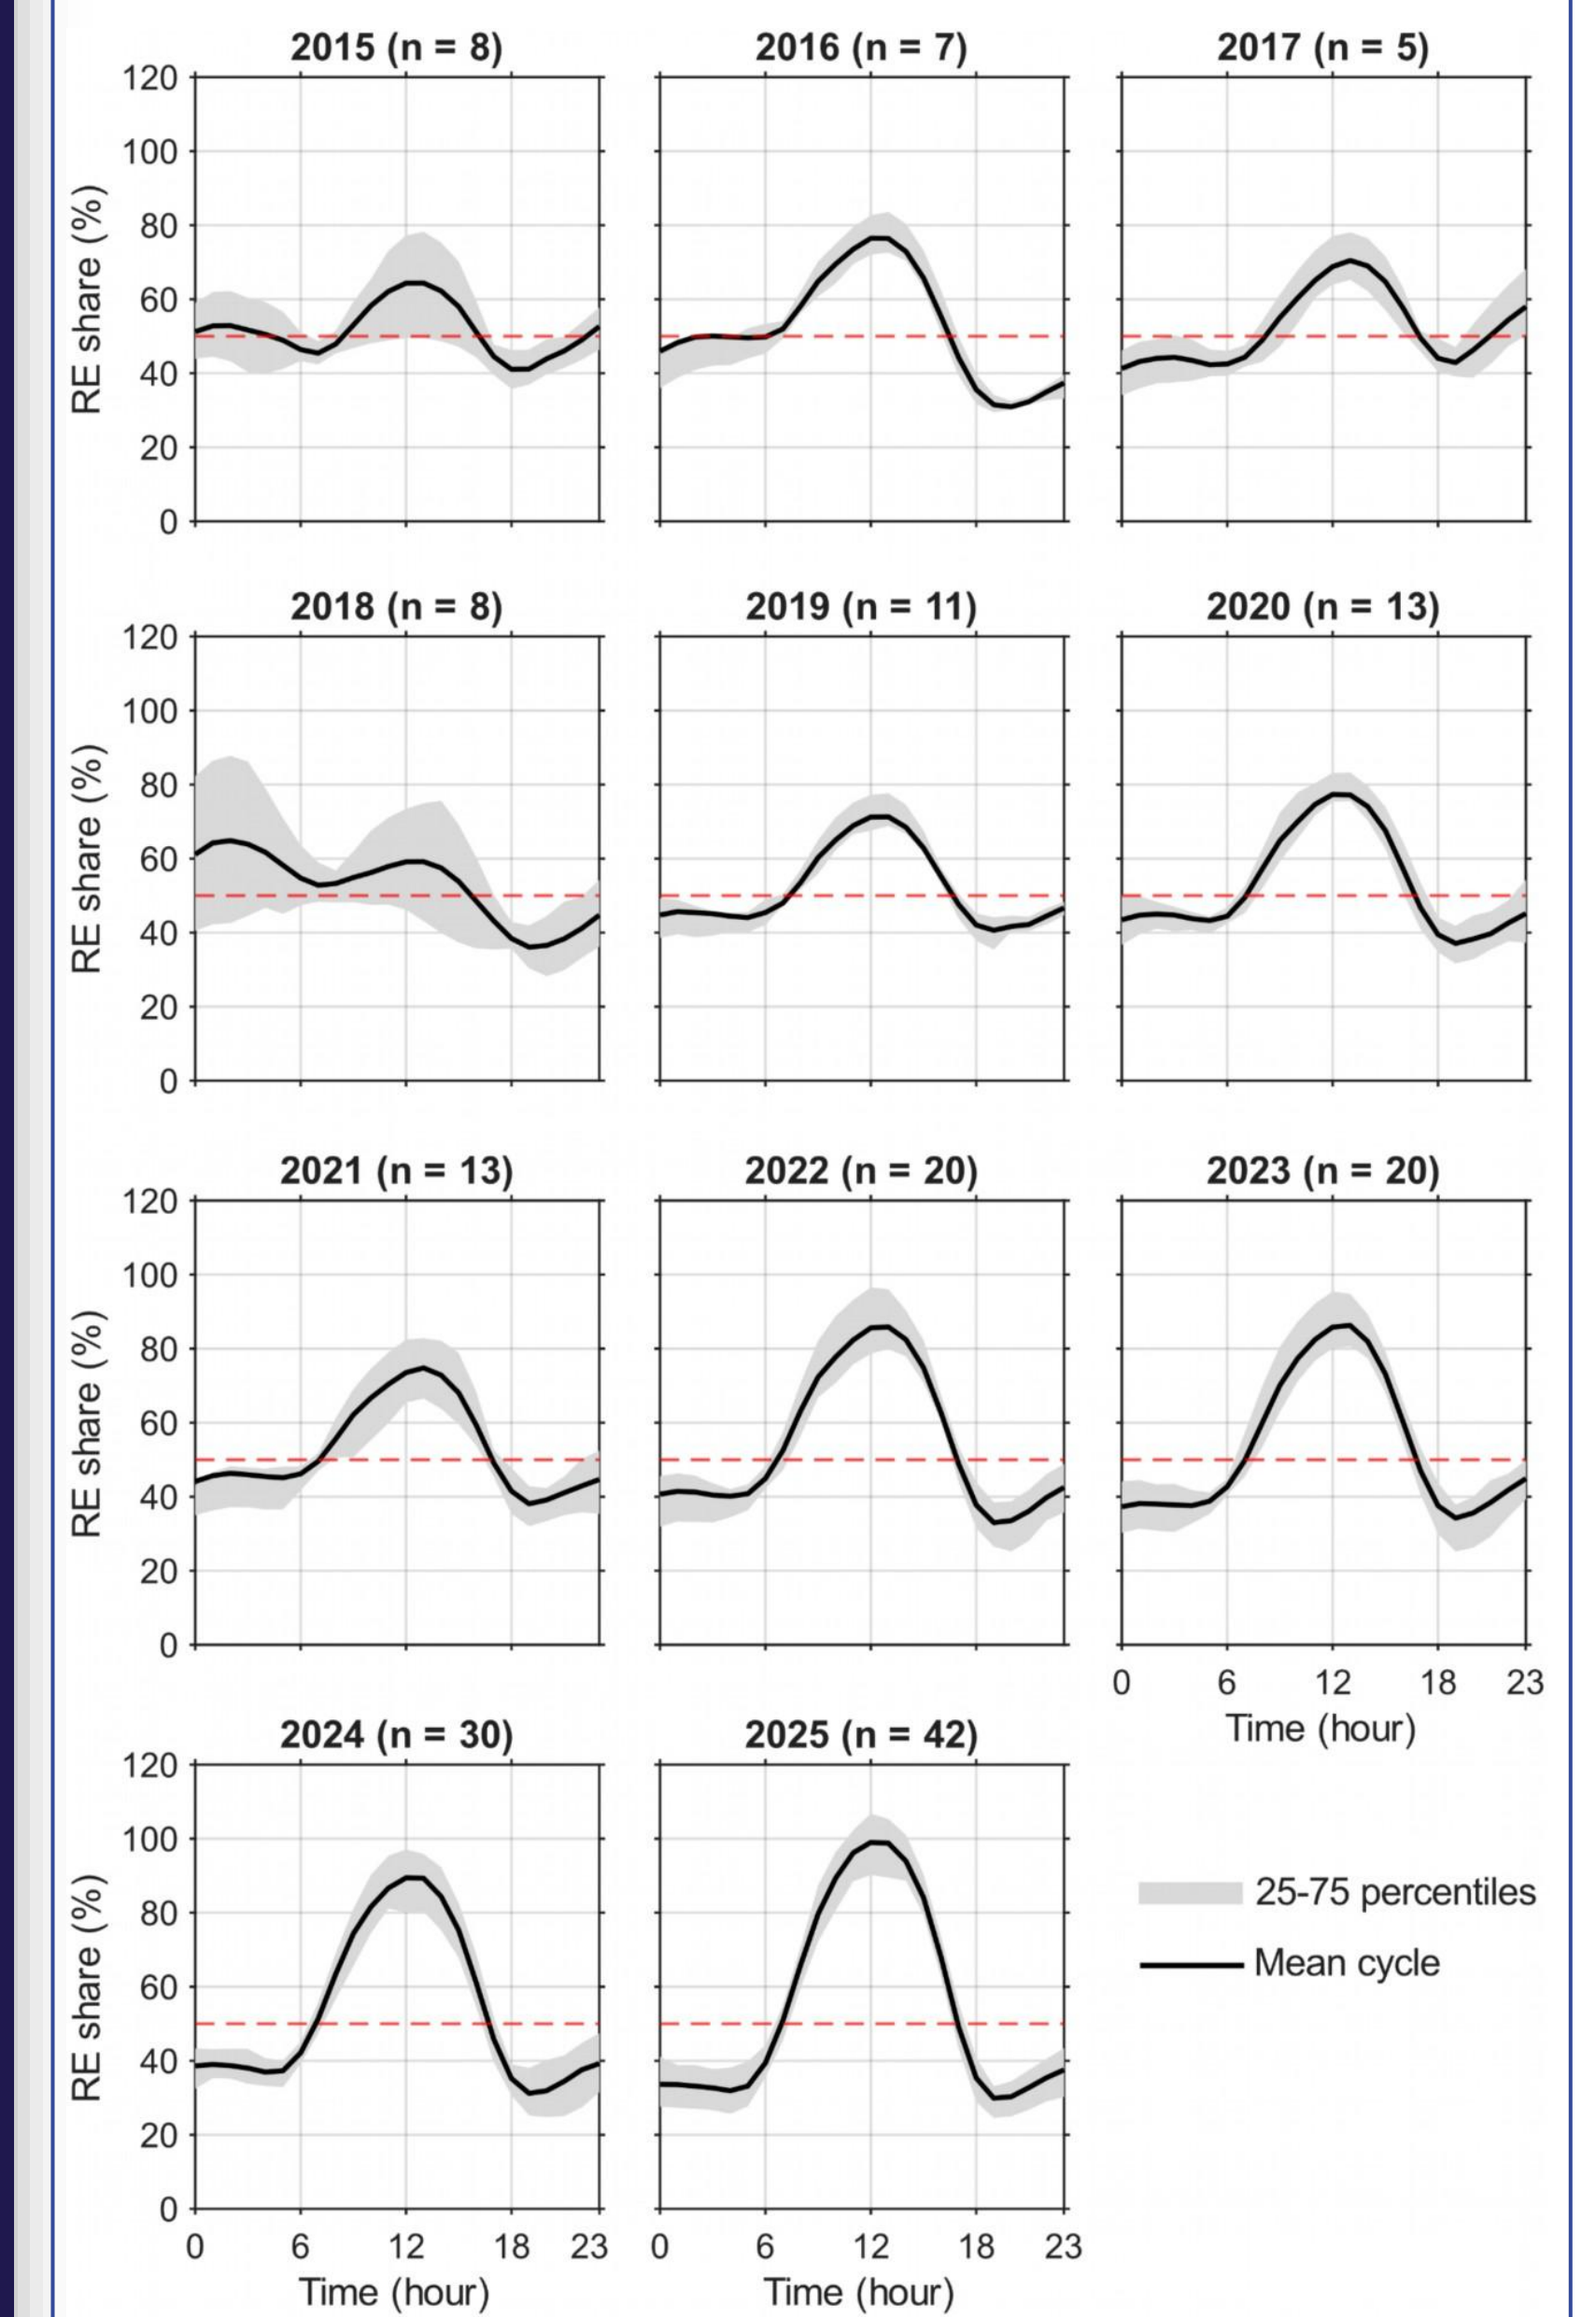 2015 (n = 8)
2016 (n = 7)
2017 (n = 5)
120
100
80
60
40
20
0
RE share (%)
2018 (n = 8)
2019 (n = 11)
2020 (n = 13)
120
100
80
60
40
20
0
RE share (%)
2021 (n = 13)
2022 (n = 20)
2023 (n = 20)
120
100
80
60
40
20
0
RE share (%)
0 6 12 18 23
Time (hour)
2024 (n = 30)
2025 (n = 42)
120
100
80
60
40
20
0
RE share (%)
25-75 percentiles
Mean cycle
0 6 12 18 23
0 6 12 18 23
Time (hour)
Time (hour)